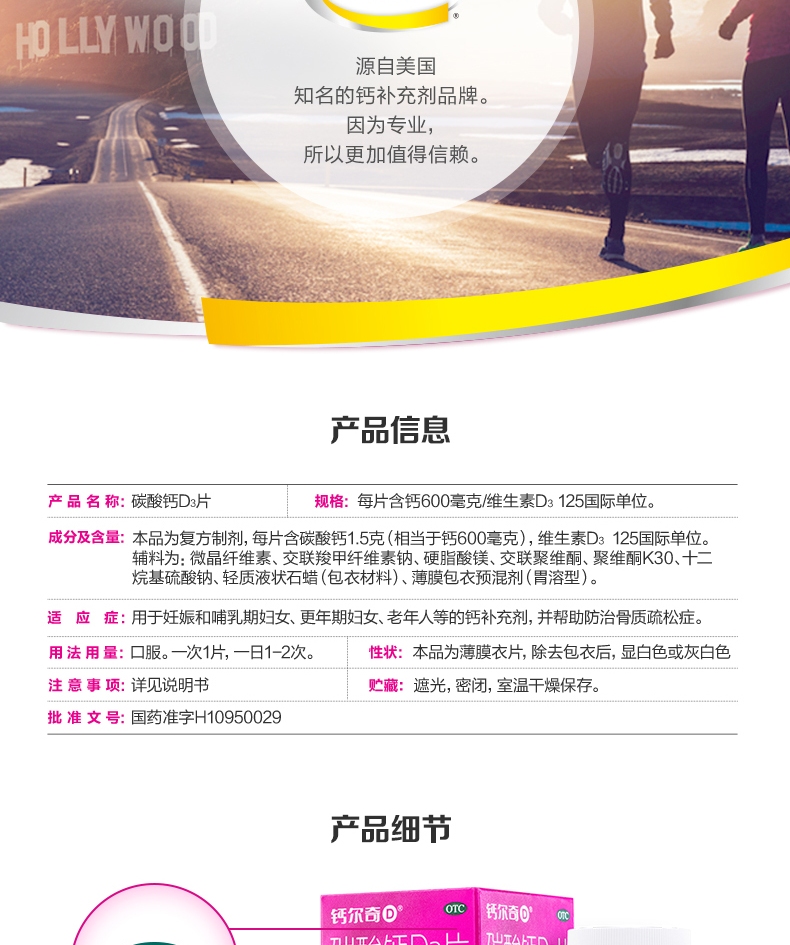 HOLLYWOOD
®
源自美国
知名的钙补充剂品牌。
因为专业，
所以更加值得信赖。
产品信息
产品名称：碳酸钙D₃片 规格：每片含钙600毫克/维生素D₃ 125国际单位。
成分及含量：本品为复方制剂，每片含碳酸钙1.5克（相当于钙600毫克），维生素D₃ 125国际单位。
辅料为：微晶纤维素、交联羧甲纤维素钠、硬脂酸镁、交联聚维酮、聚维酮K30、十二
烷基硫酸钠、轻质液状石蜡（包衣材料）、薄膜包衣预混剂（胃溶型）。
适应症：用于妊娠和哺乳期妇女、更年期妇女、老年人等的钙补充剂，并帮助防治骨质疏松症。
用法用量：口服。一次1片，一日1-2次。 性状：本品为薄膜衣片，除去包衣后，显白色或灰白色
注意事项：详见说明书 贮藏：遮光，密闭，室温干燥保存。
批准文号：国药准字H10950029
产品细节
钙尔奇D® OTC 钙尔奇D® OTC